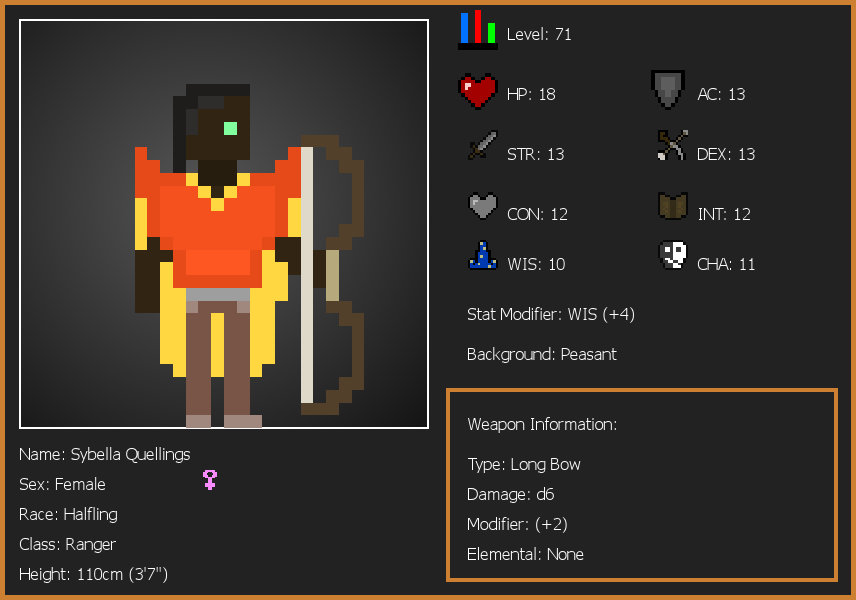 Level: 71
HP: 18
AC: 13
STR: 13
DEX: 13
CON: 12
INT: 12
WIS: 10
CHA: 11
Stat Modifier: WIS (+4)
Background: Peasant
Weapon Information:
Type: Long Bow
Damage: d6
Modifier: (+2)
Elemental: None
Name: Sybella Quellings
Sex: Female
Race: Halfling
Class: Ranger
Height: 110cm (3'7")